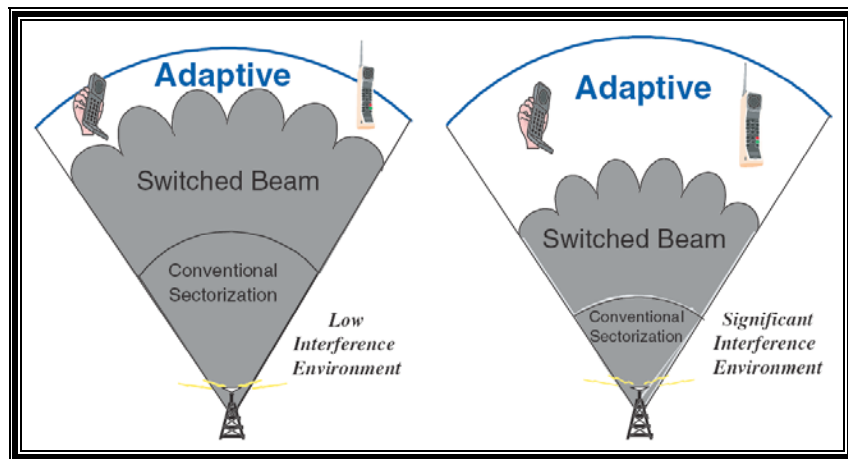 Adaptive
Switched Beam
Conventional
Sectorization
Low
Interference
Environment
Adaptive
Switched Beam
Conventional
Sectorization
Significant
Interference
Environment